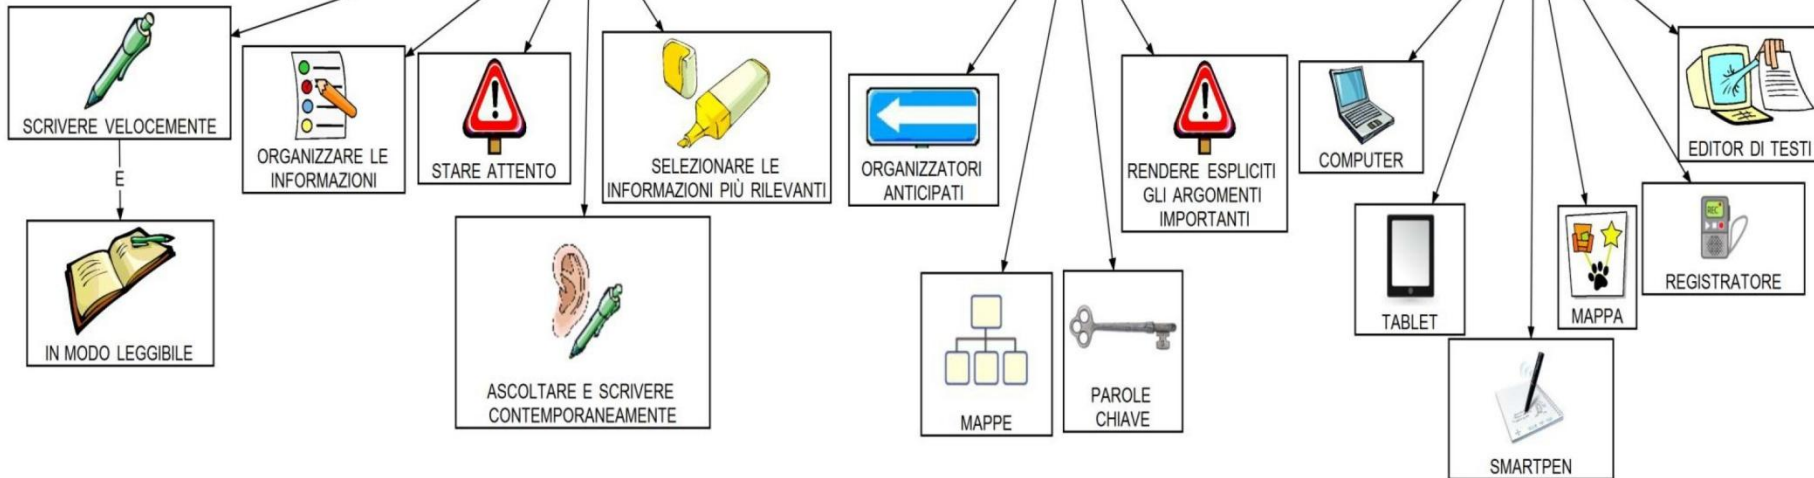 SCRIVERE VELOCEMENTE
E
IN MODO LEGGIBILE
ORGANIZZARE LE
INFORMAZIONI
STARE ATTENTO
ASCOLTARE E SCRIVERE
CONTEMPORANEAMENTE
SELEZIONARE LE
INFORMAZIONI PIÙ RILEVANTI
ORGANIZZATORI
ANTICIPATI
MAPPE
PAROLE
CHIAVE
RENDERE ESPLICITI
GLI ARGOMENTI
IMPORTANTI
COMPUTER
TABLET
SMARTPEN
MAPPA
REC
REGISTRATORE
EDITOR DI TESTI